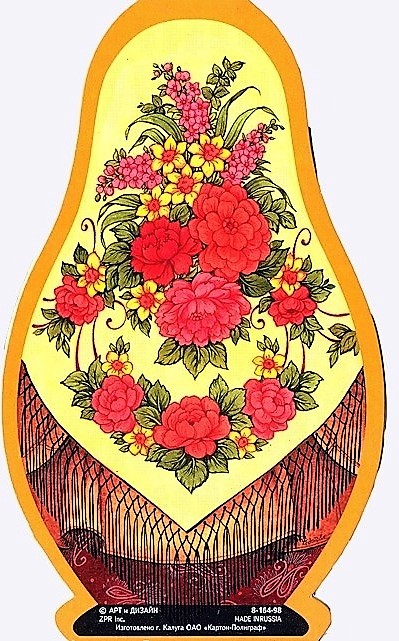 © АРТ и ДИЗАЙН 8-164-98
ZPR Inc. MADE INRUSSIA
Изготовлено г. Калуга ОАО «Картон-Полиграф»